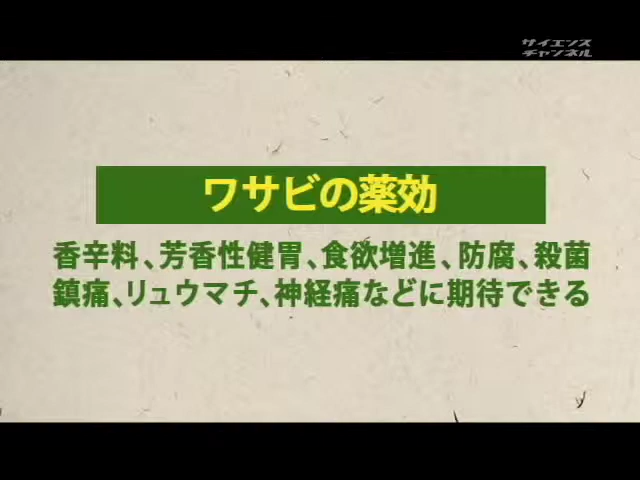 サイエンス
チャンネル
ワサビの薬効
香辛料、芳香性健胃、食欲増進、防腐、殺菌
鎮痛、リュウマチ、神経痛などに期待できる